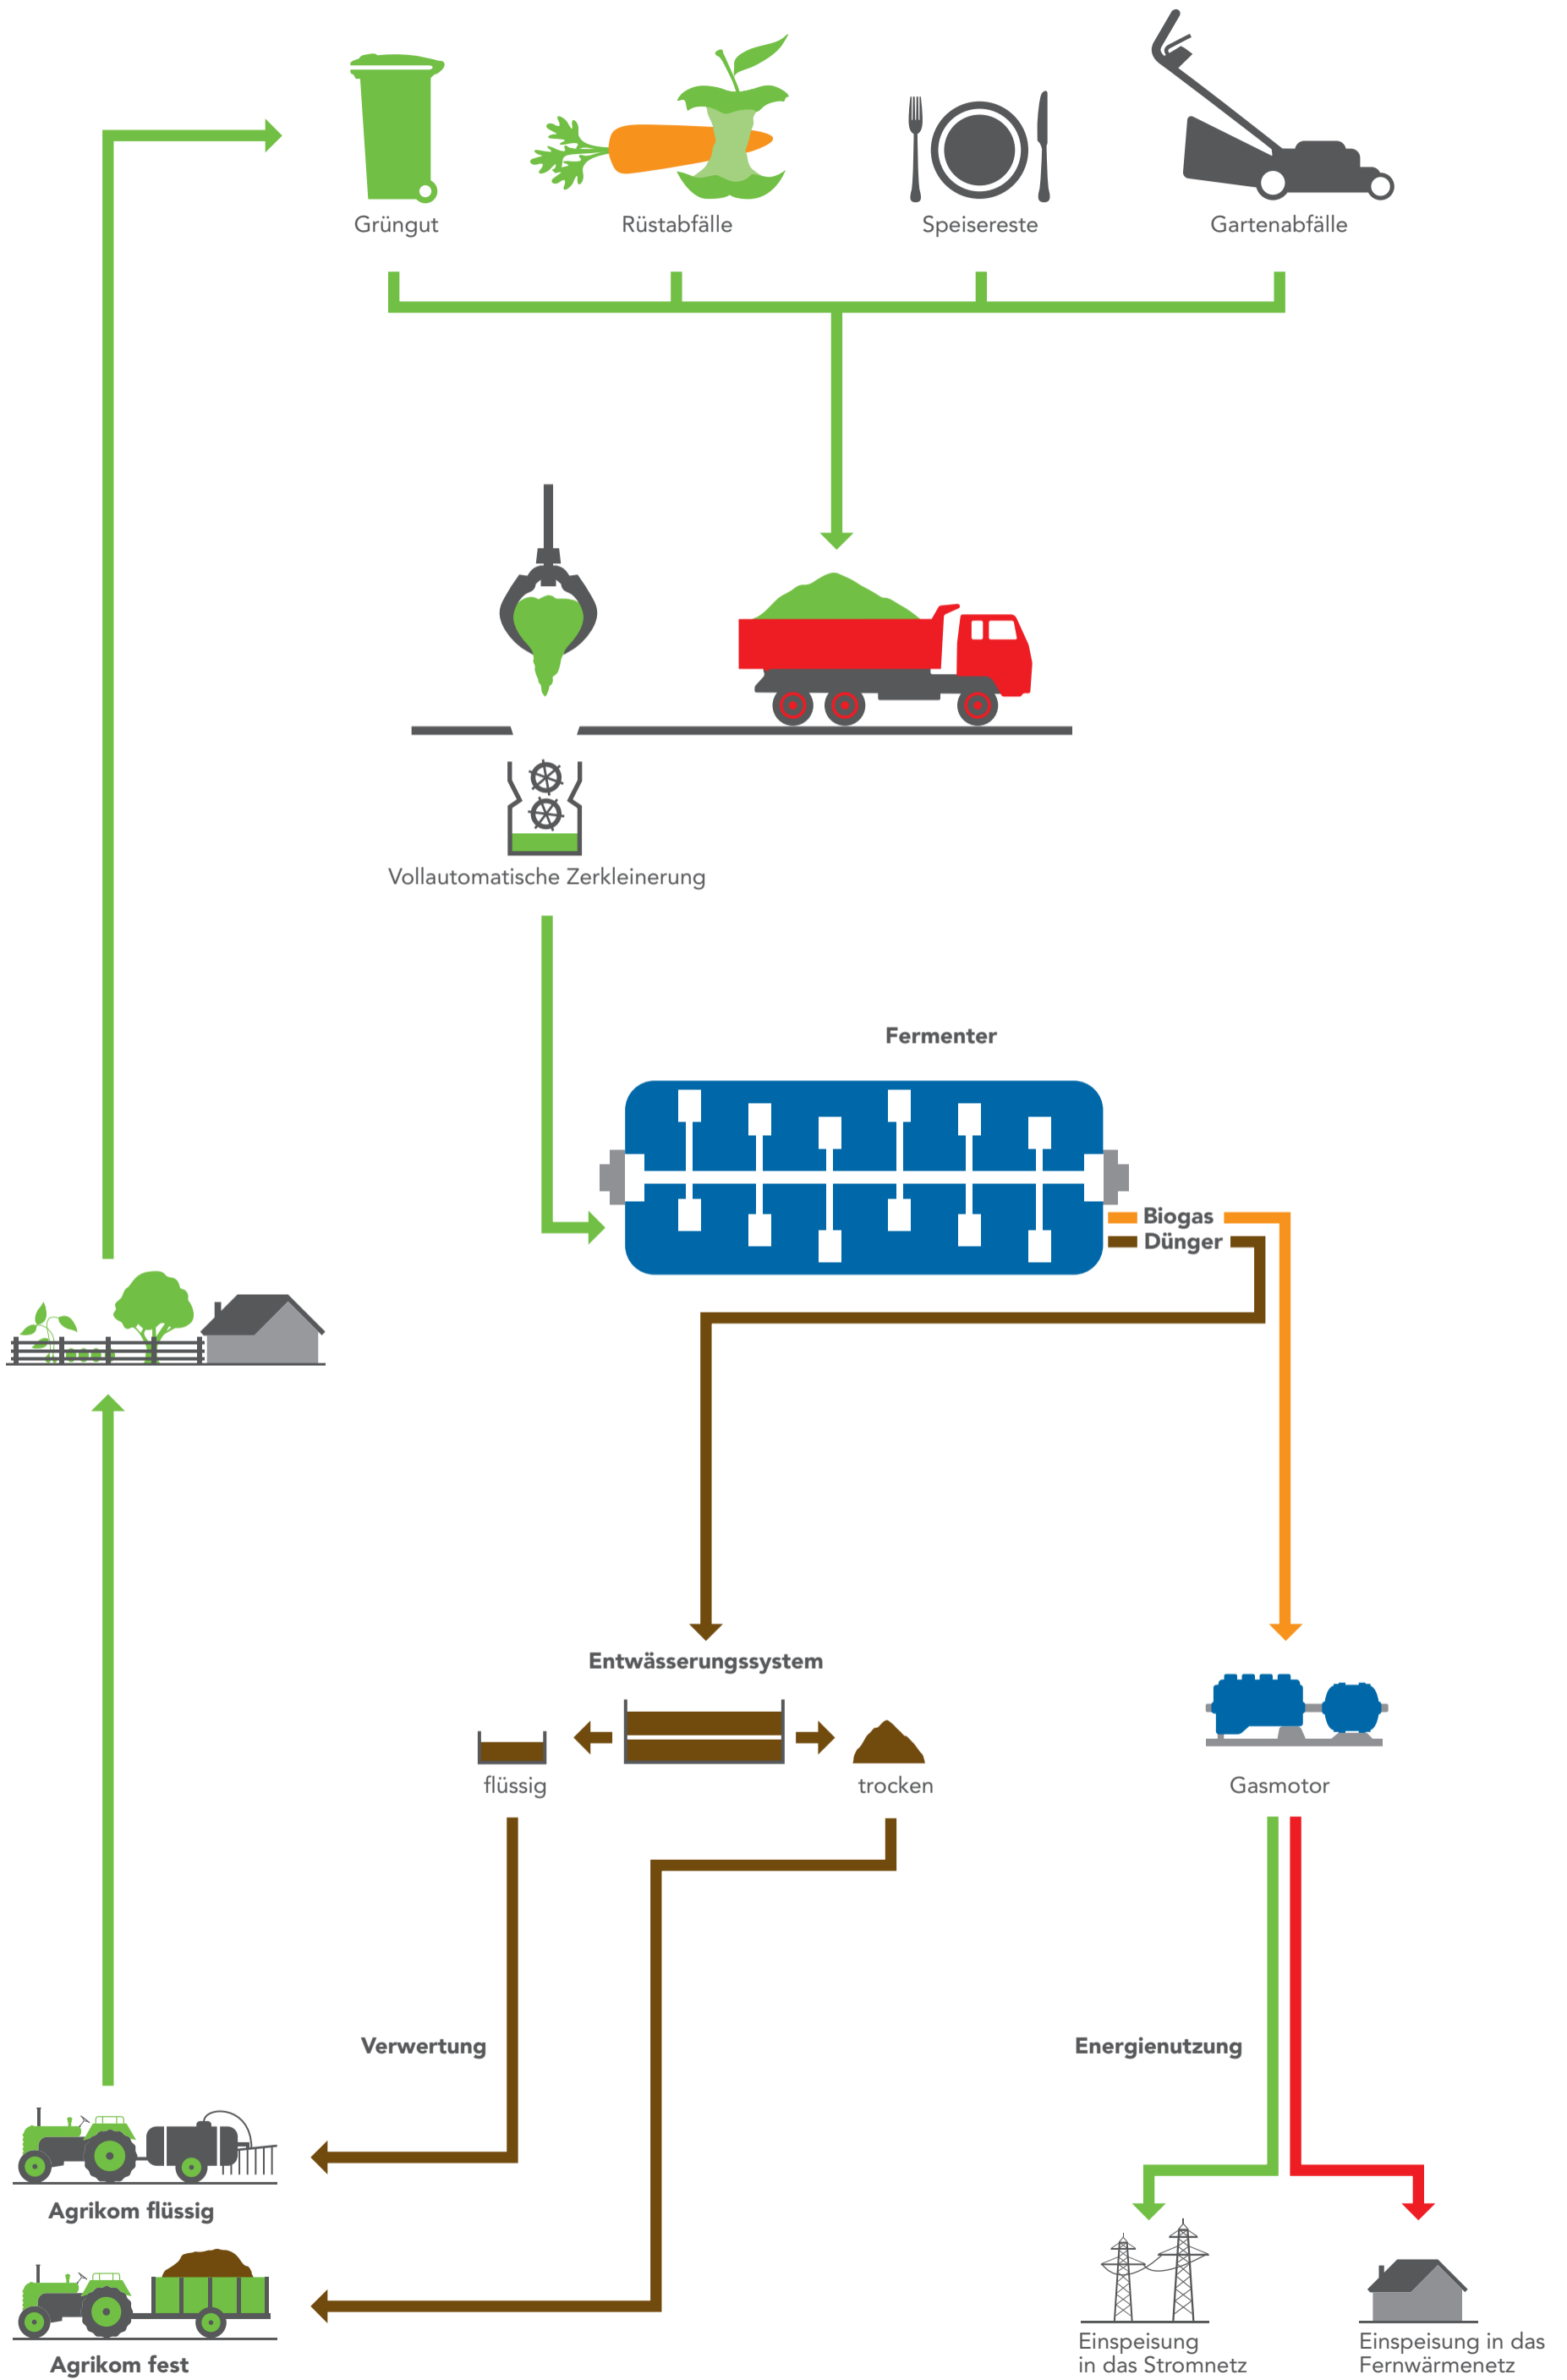 Grüngut
Rüstabfälle
Speisereste
Gartenabfälle
Vollautomatische Zerkleinerung
Fermenter
Biogas
Dünger
Entwässerungssystem
flüssig
trocken
Gasmotor
Verwertung
Energienutzung
Agrikom flüssig
Agrikom fest
Einspeisung
in das Stromnetz
Einspeisung in das
Fernwärmenetz